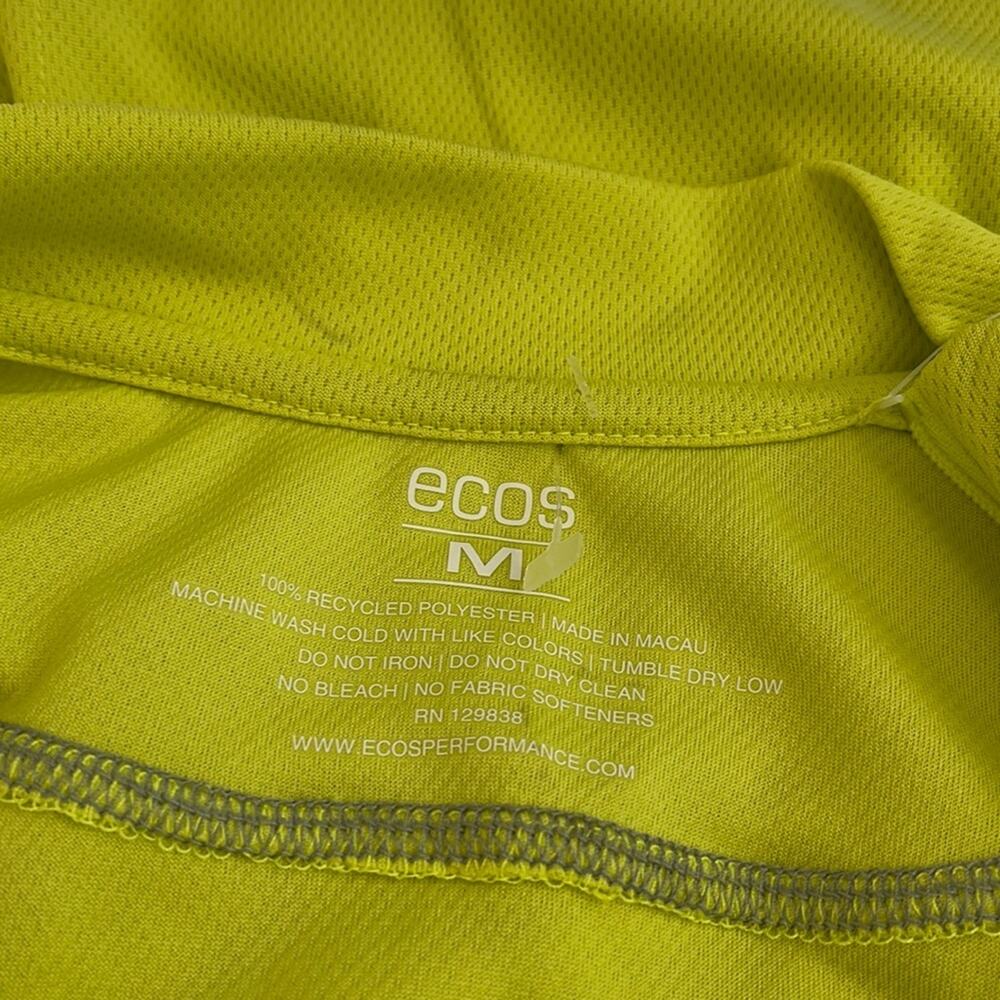 ecos
M
100% RECYCLED POLYESTER | MADE IN MACAU
MACHINE WASH COLD WITH LIKE COLORS | TUMBLE DRY LOW
DO NOT IRON | DO NOT DRY CLEAN
NO BLEACH | NO FABRIC SOFTENERS
RN 129838
WWW.ECOSPERFORMANCE.COM